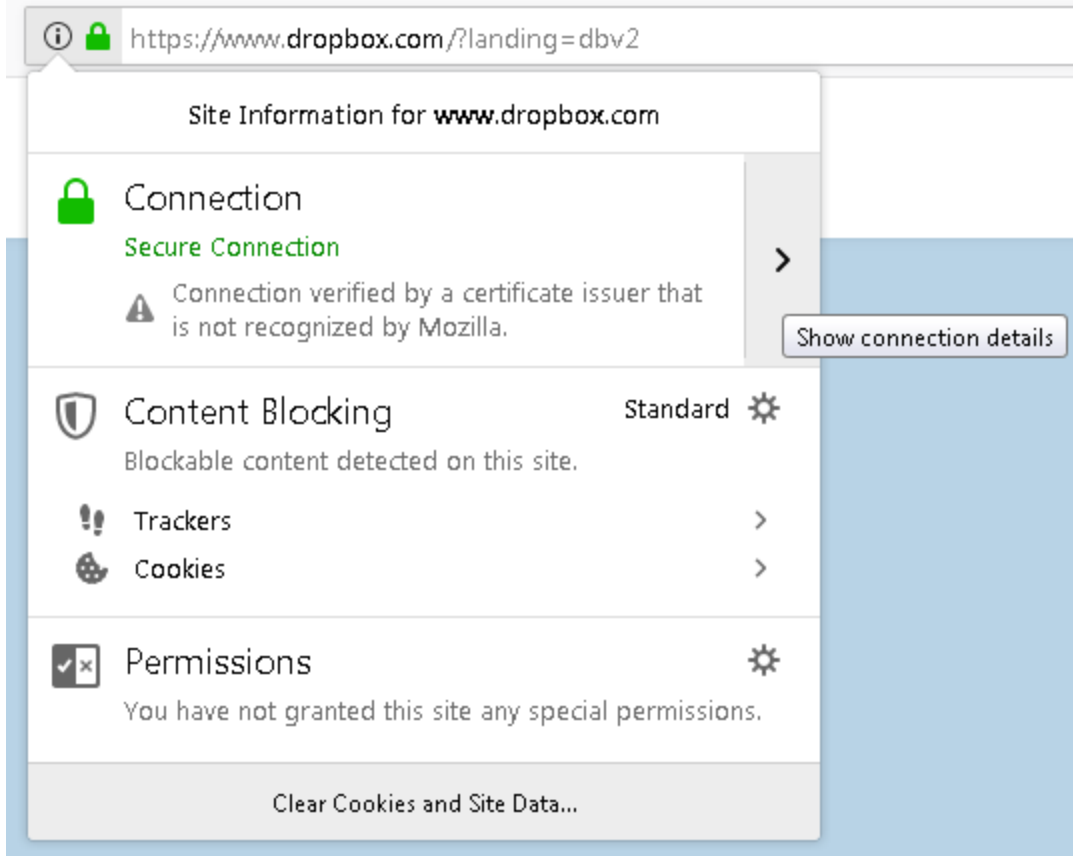 https://www.dropbox.com/?landing=dbv2
Site Information for www.dropbox.com
Connection
Secure Connection
Connection verified by a certificate issuer that
is not recognized by Mozilla.
Show connection details
Content Blocking Standard
Blockable content detected on this site.
Trackers
Cookies
Permissions
You have not granted this site any special permissions.
Clear Cookies and Site Data...